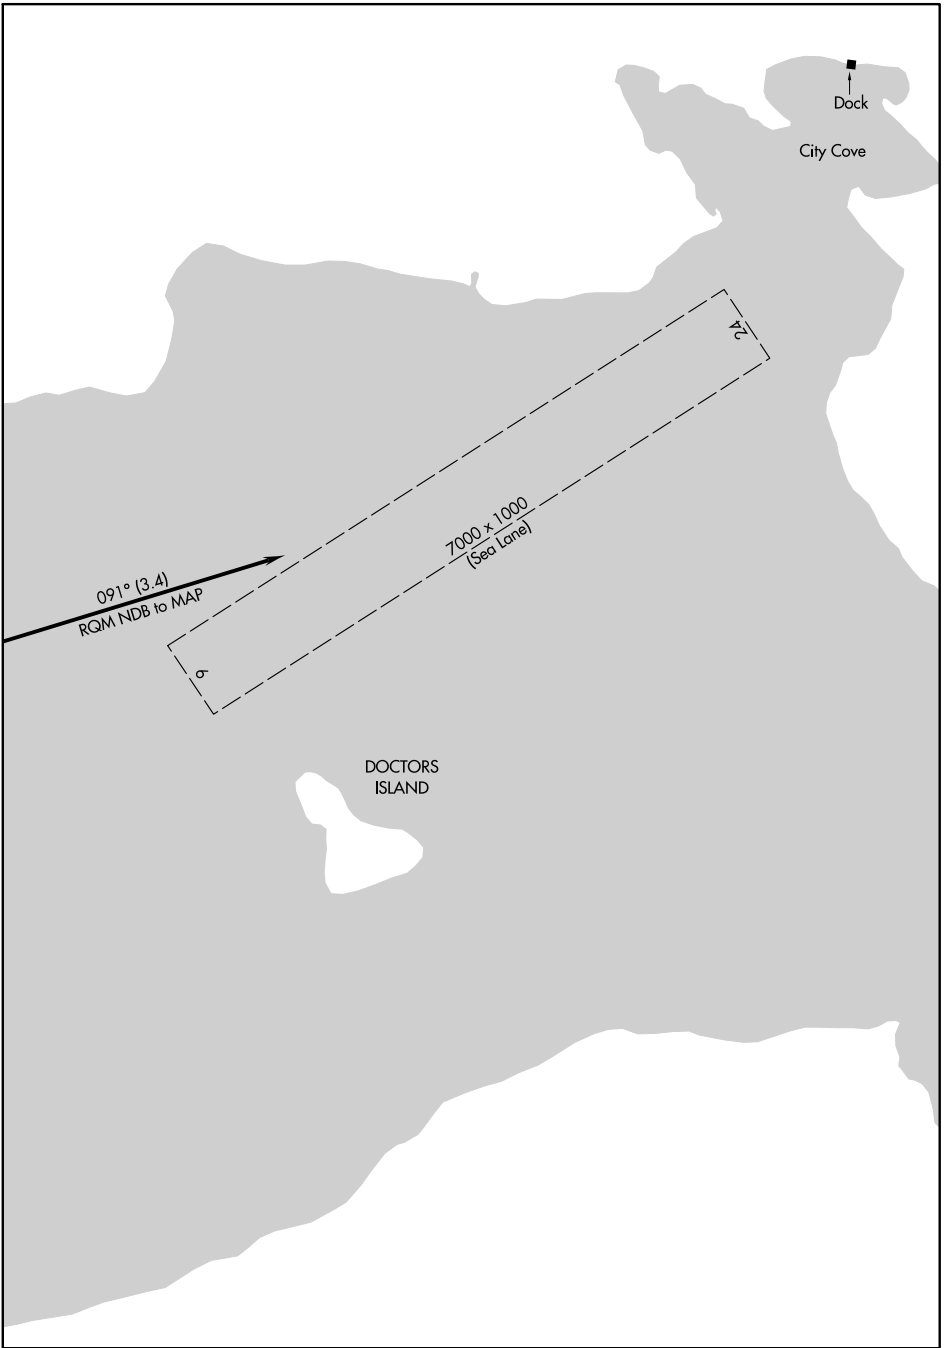 Dock
City Cove
24
7000 x 1000
(Sea Lane)
091° (3.4)
RQM NDB to MAP
6
DOCTORS
ISLAND